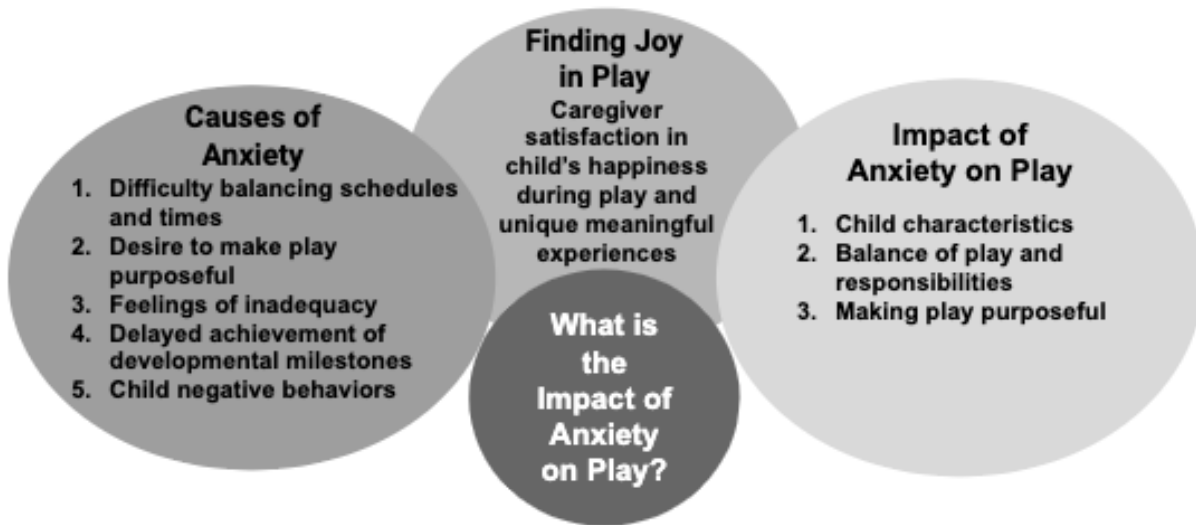 Causes of
Anxiety
1. Difficulty balancing schedules
and times
2. Desire to make play
purposeful
3. Feelings of inadequacy
4. Delayed achievement of
developmental milestones
5. Child negative behaviors
Finding Joy
in Play
Caregiver
satisfaction in
child's happiness
during play and
unique meaningful
experiences
What is
the
Impact of
Anxiety
on Play?
Impact of
Anxiety on Play
1. Child characteristics
2. Balance of play and
responsibilities
3. Making play purposeful